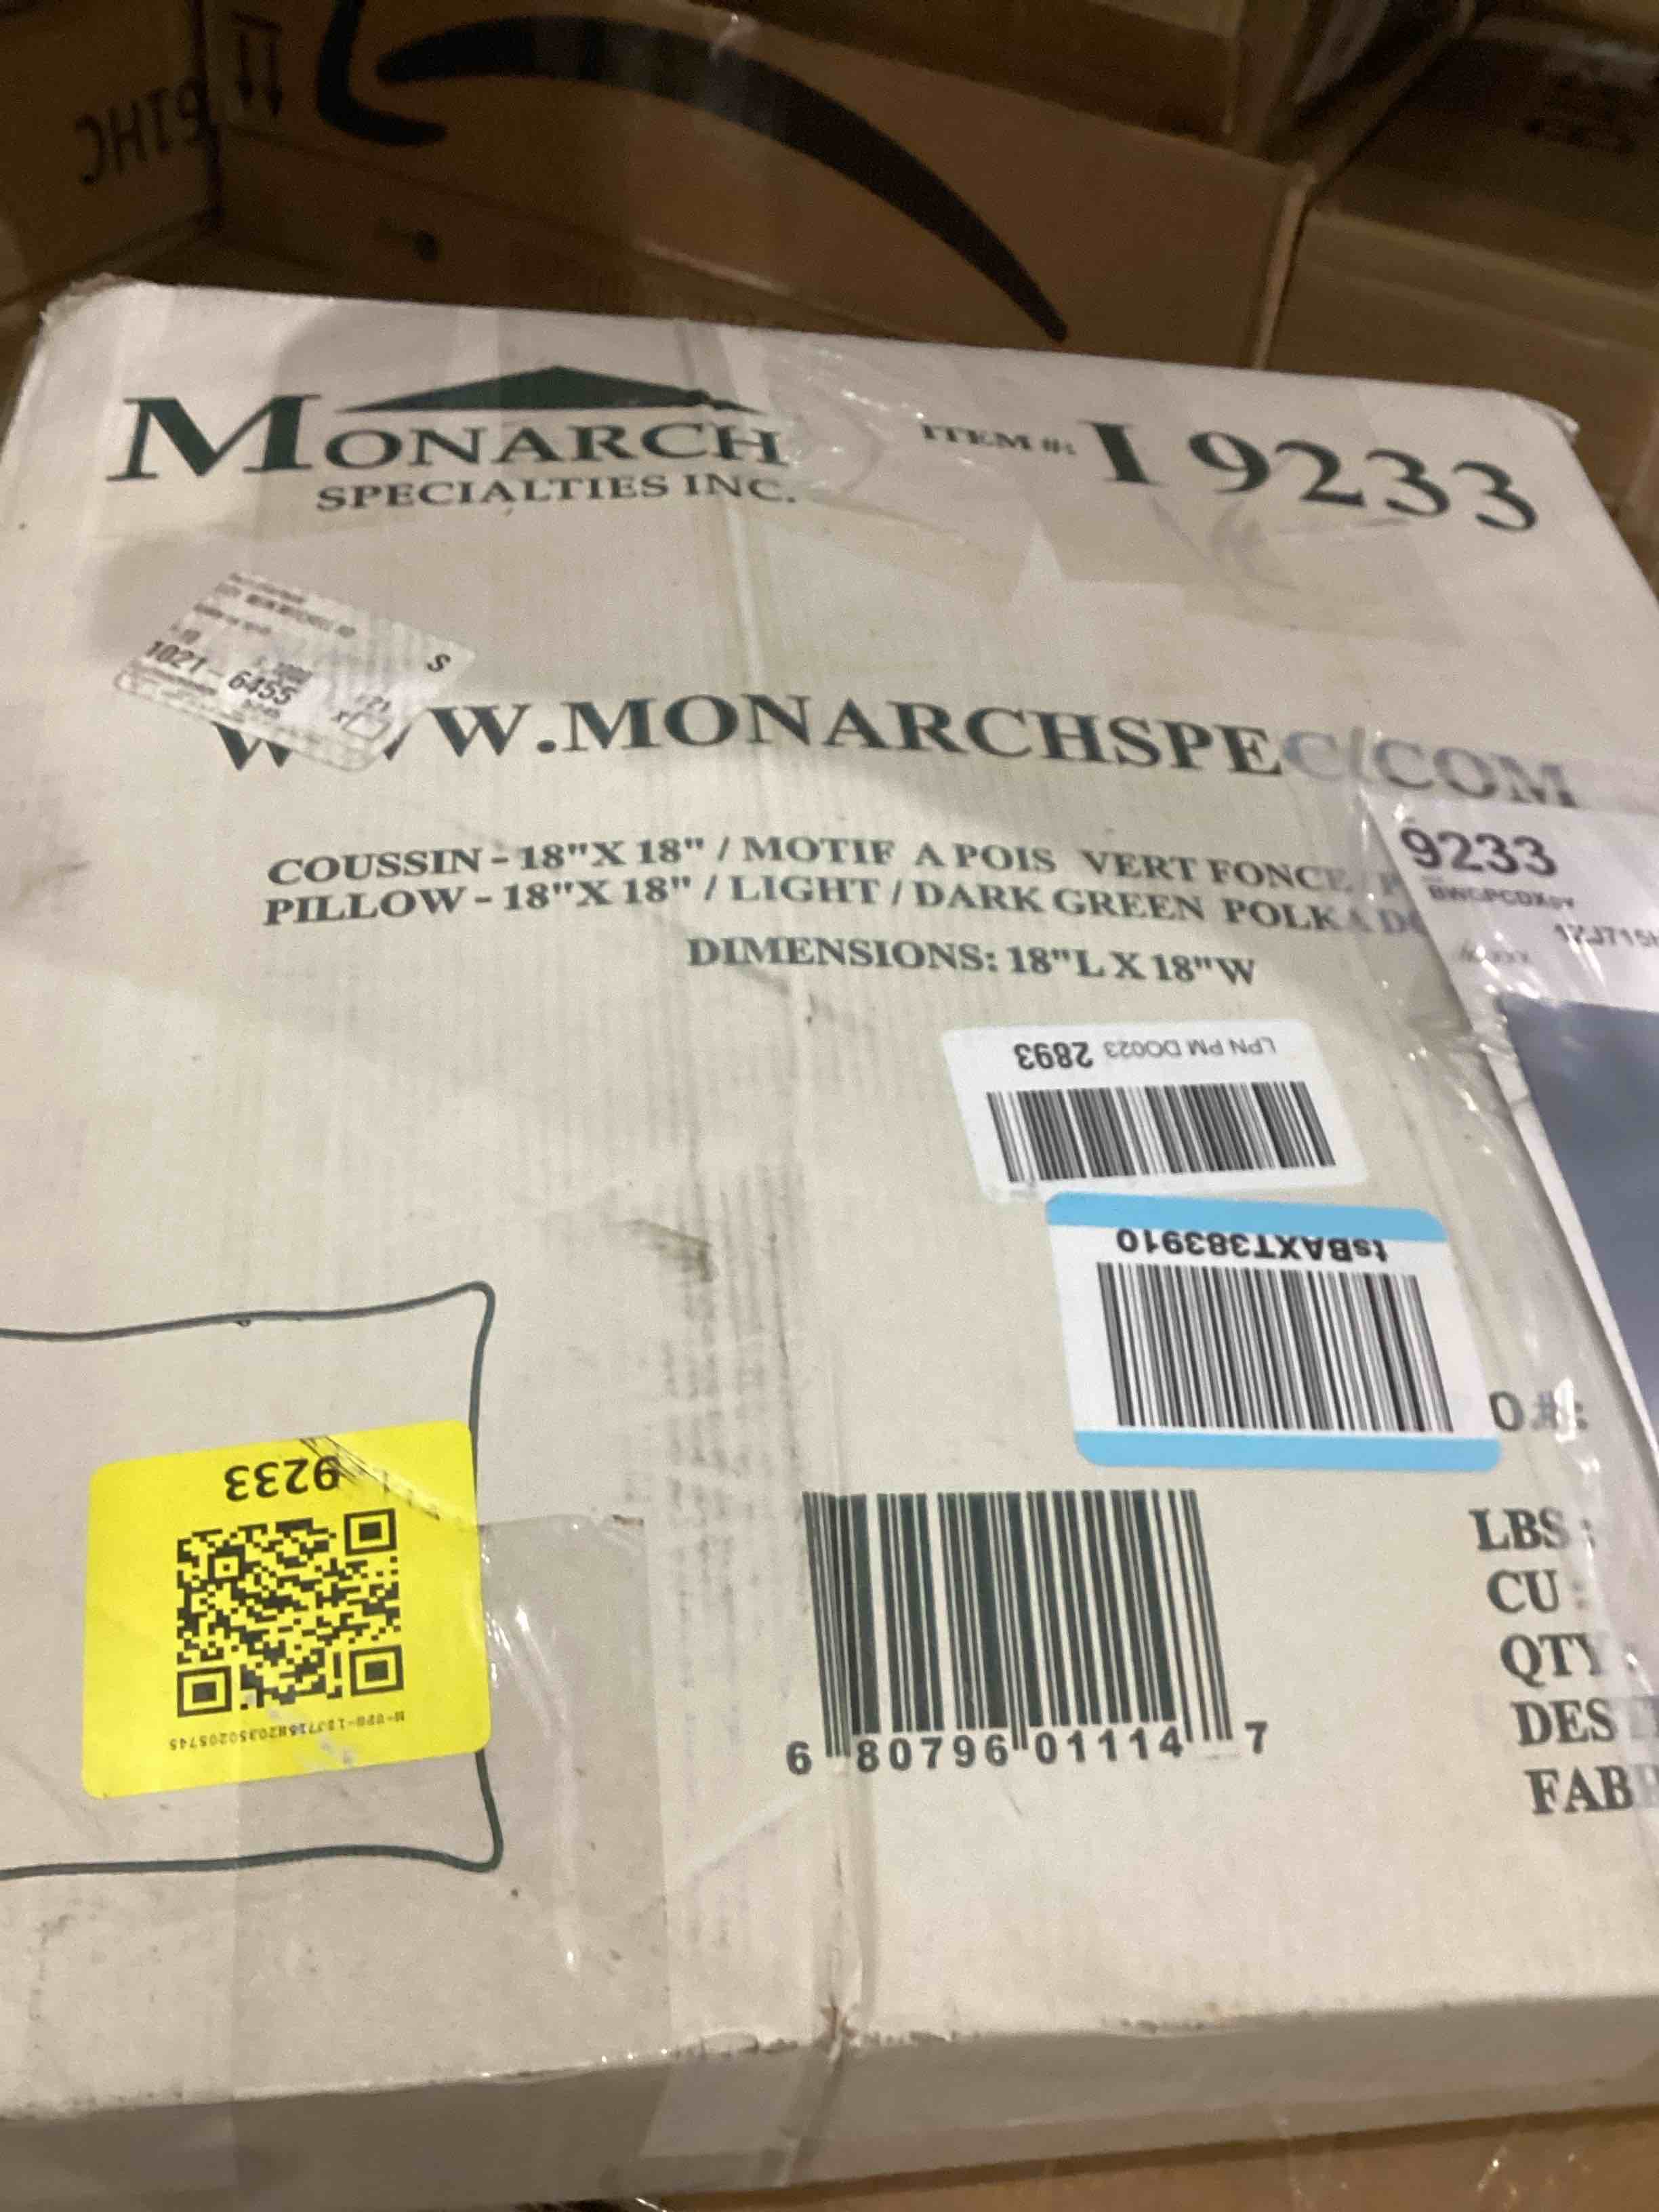 MONARCH
SPECIALTIES INC.
ITEM #: I 9233
1021 6455
S
W.MONARCHSPEC COM
COUSSIN - 18"X 18" / MOTIF A POIS VERT FONCE
PILLOW - 18"X 18" / LIGHT / DARK GREEN POLKA
DIMENSIONS: 18"L X 18"W
9233
LPN PM DO023 2893
tsBAXT383910
O #:
9233
LBS :
CU :
QTY
6 80796 01114 7